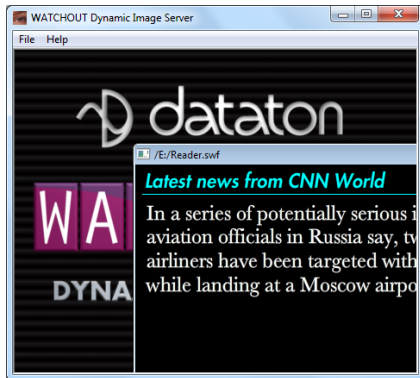 WATCHOUT Dynamic Image Server
File Help
dataton
/E:/Reader.swf
Latest news from CNN World
WA
In a series of potentially serious i
aviation officials in Russia say, tw
airliners have been targeted with
DYNA
while landing at a Moscow airpo